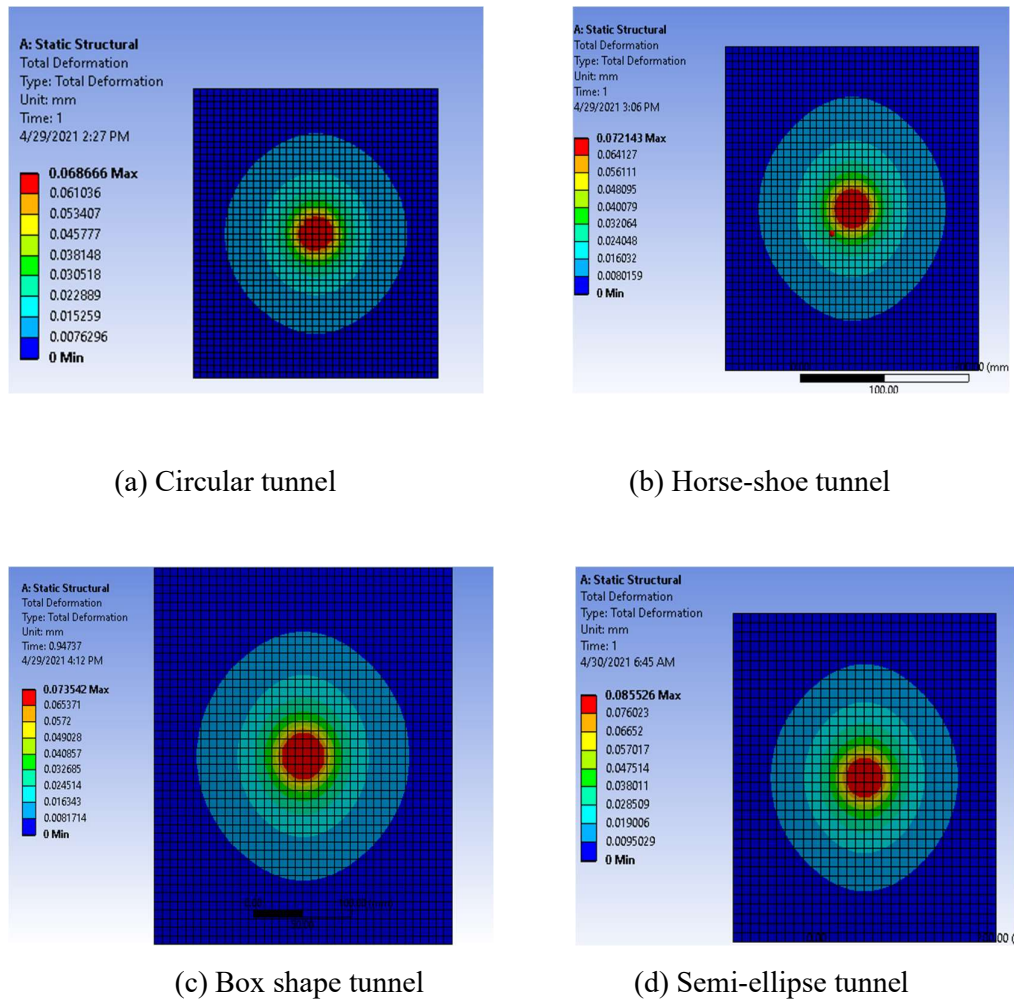 A: Static Structural
Total Deformation
Type: Total Deformation
Unit: mm
Time: 1
4/29/2021 2:27 PM
0.068666 Max
0.061036
0.053407
0.045777
0.038148
0.030518
0.022889
0.015259
0.0076296
0 Min
(a) Circular tunnel
A: Static Structural
Total Deformation
Type: Total Deformation
Unit: mm
Time: 1
4/29/2021 3:06 PM
0.072143 Max
0.064127
0.056111
0.048095
0.040079
0.032064
0.024048
0.016032
0.0080159
0 Min
(mm
100.00
(b) Horse-shoe tunnel
A: Static Structural
Total Deformation
Type: Total Deformation
Unit: mm
Time: 0.94737
4/29/2021 4:12 PM
0.073542 Max
0.065371
0.0572
0.049028
0.040857
0.032685
0.024514
0.016343
0.0081714
0 Min
(c) Box shape tunnel
A: Static Structural
Total Deformation
Type: Total Deformation
Unit: mm
Time: 1
4/30/2021 6:45 AM
0.085526 Max
0.076023
0.06652
0.057017
0.047514
0.038011
0.028509
0.019006
0.0095029
0 Min
(d) Semi-ellipse tunnel